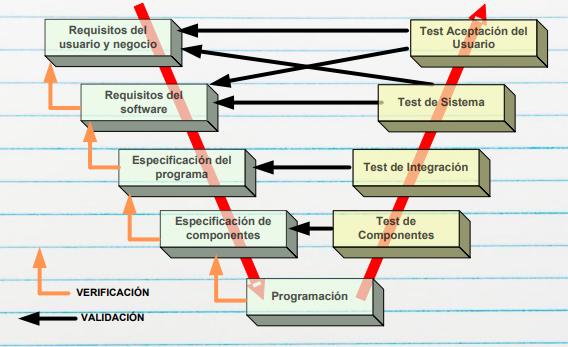 Requisitos del
usuario y negocio
Test Aceptación del
Usuario
Requisitos del
software
Test de Sistema
Especificación del
programa
Test de Integración
Especificación de
componentes
Test de
Componentes
Programación
VERIFICACIÓN
VALIDACIÓN